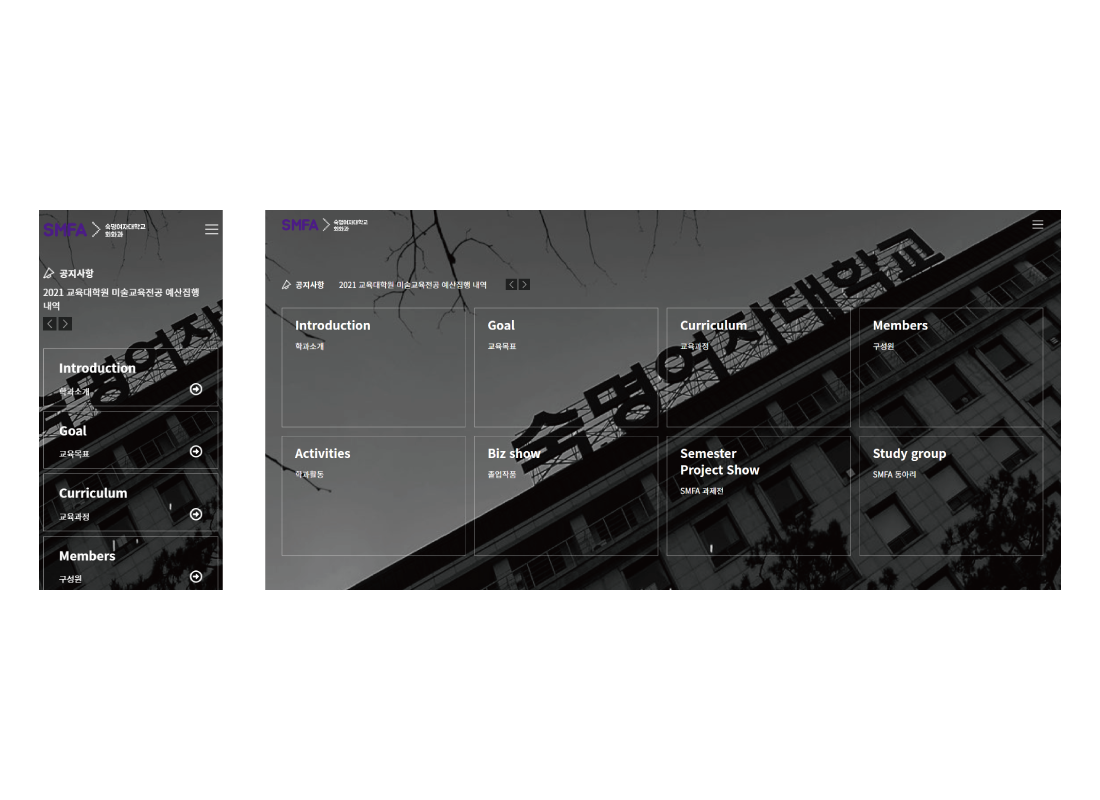 SMFA
숙명여자대학교
회화과
공지사항
2021 교육대학원 미술교육전공 예산집행
내역
Introduction
학과소개
Goal
교육목표
Curriculum
교육과정
Members
구성원
SMFA
숙명여자대학교
회화과
공지사항
2021 교육대학원 미술교육전공 예산집행 내역
Introduction
학과소개
Goal
교육목표
Curriculum
교육과정
Members
구성원
Activities
학과활동
Biz show
졸업작품
Semester
Project Show
SMFA 과제전
Study group
SMFA 동아리
숙명여자대학교